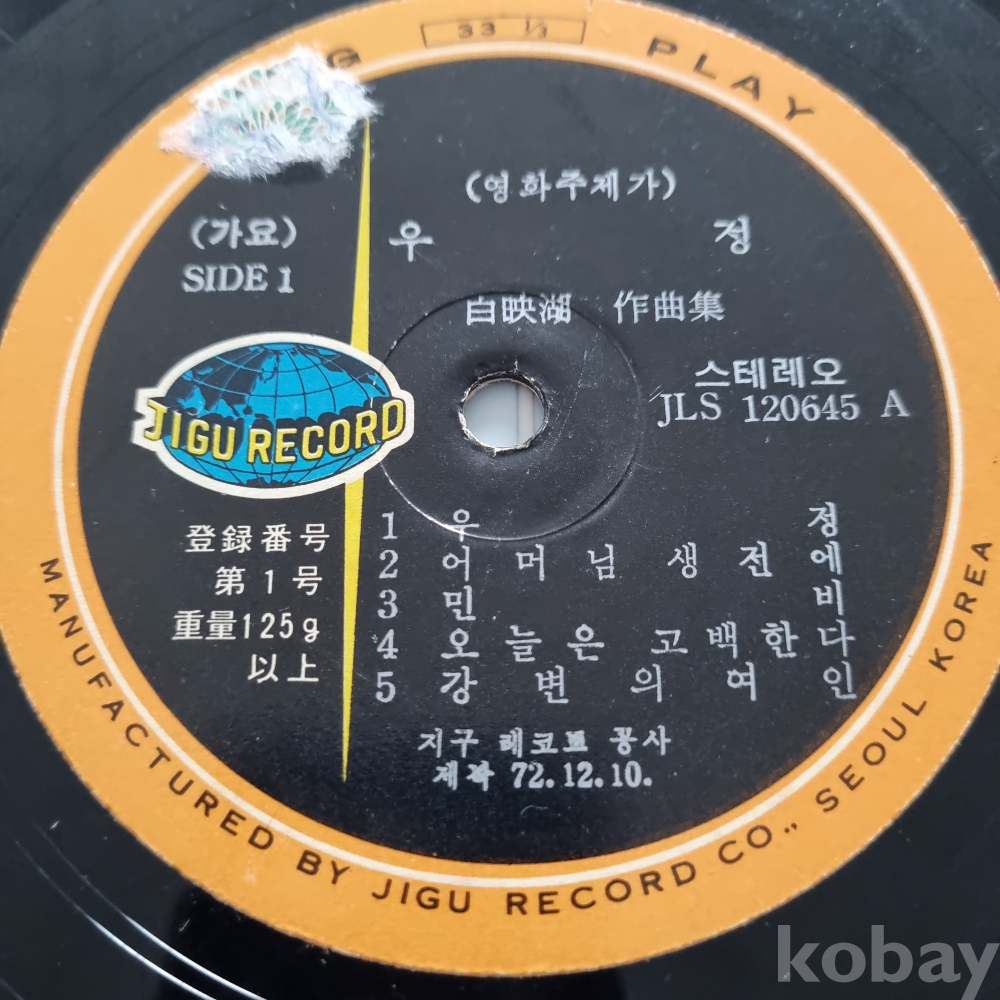 33 1/3
G PLAY
(영화주제가)
(가요)
우 정
SIDE 1
白映湖 作曲集
스테레오
JLS 120645 A
JIGU RECORD
登録番号
第1号
重量125g
以上
1 우 정
2 어 머 님 생 전 에
3 민 비
4 오 늘 은 고 백 한 다
5 강 변 의 여 인
지구 레코드 공사
제작 72.12.10.
MANUFACTURED BY JIGU RECORD CO., SEOUL KOREA
kobay